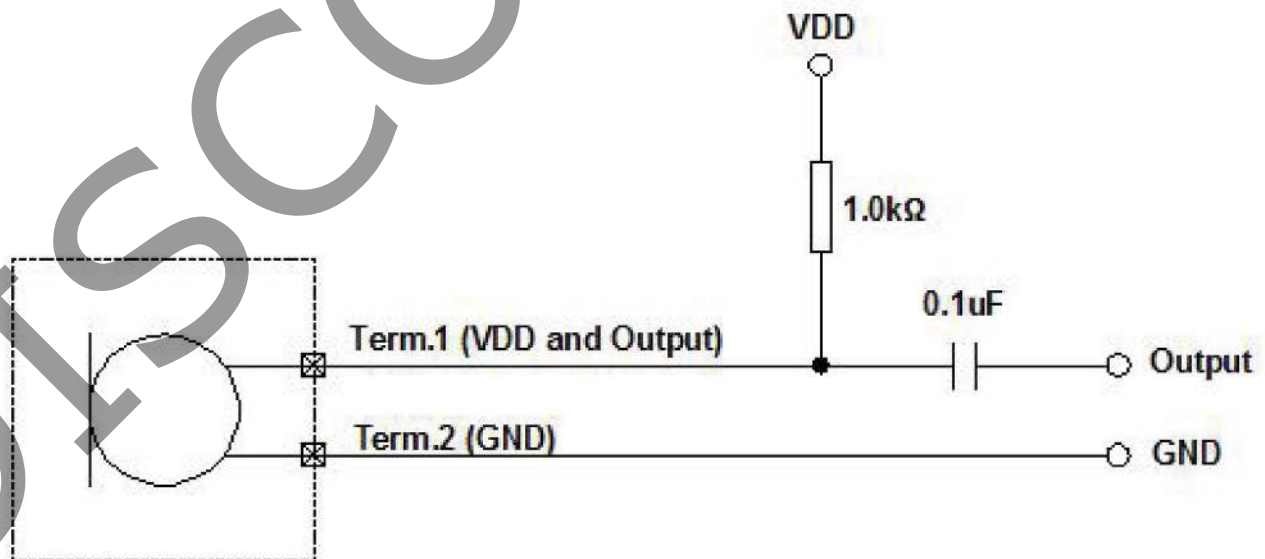 VDD
1.0kΩ
0.1uF
Term.1 (VDD and Output)
Output
Term.2 (GND)
GND